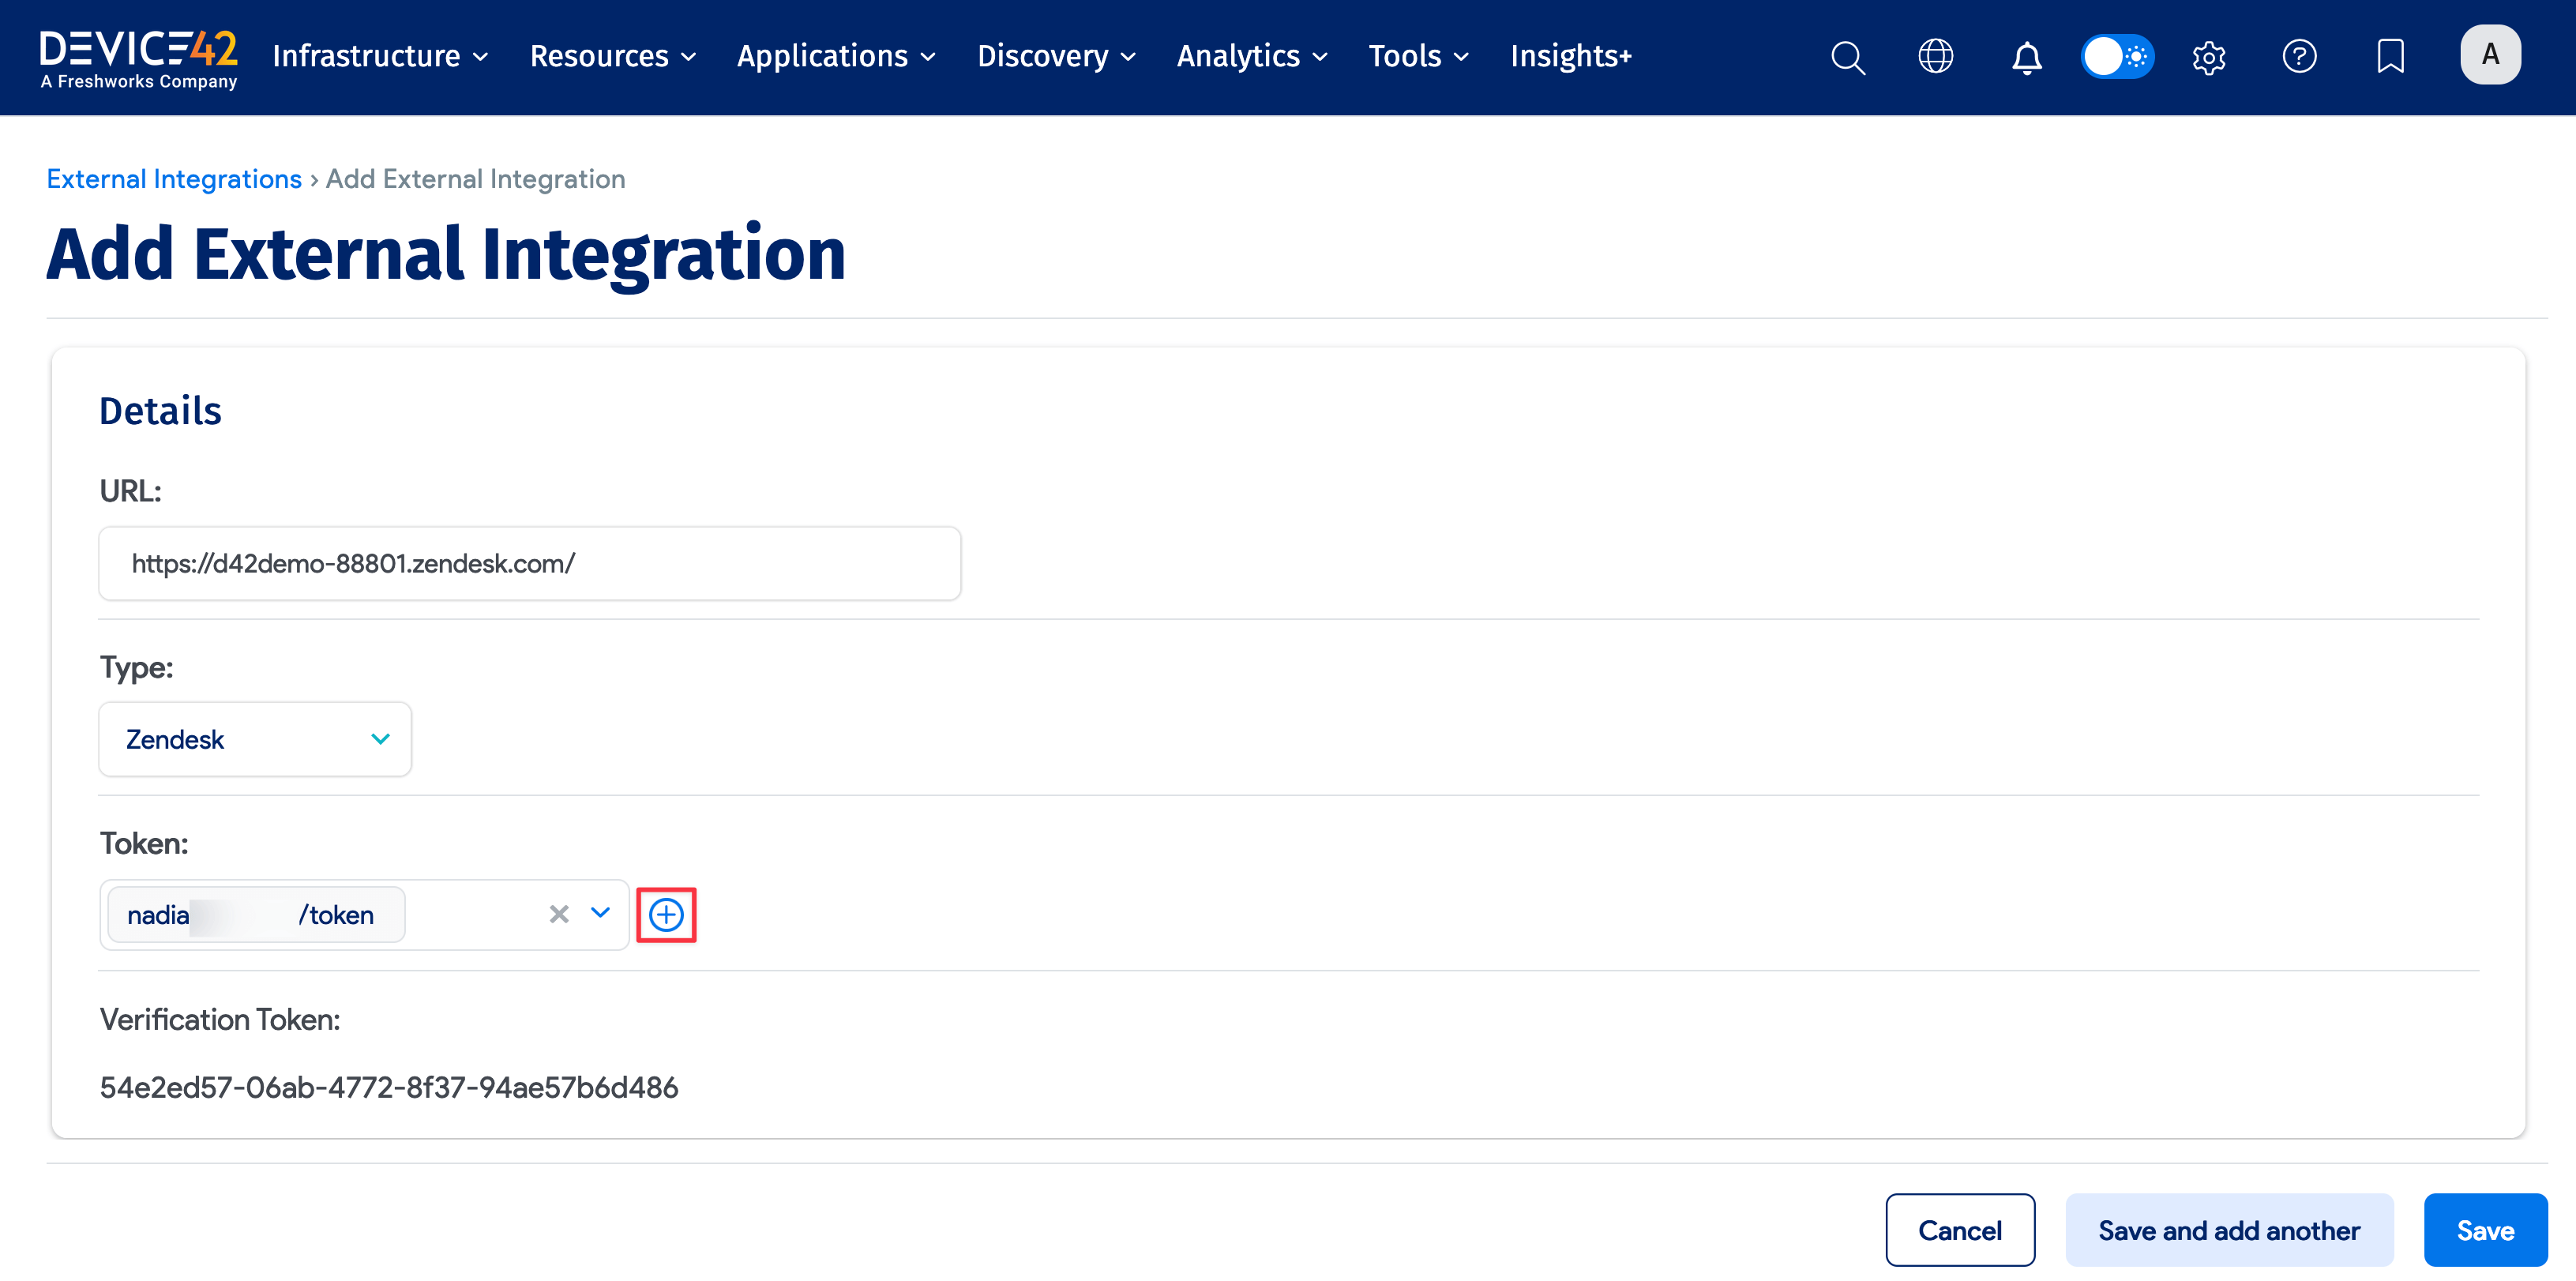 DEVICE42
A Freshworks Company
Infrastructure Resources Applications Discovery Analytics Tools Insights+
A
External Integrations › Add External Integration
Add External Integration
Details
URL:
https://d42demo-88801.zendesk.com/
Type:
Zendesk
Token:
nadia /token
Verification Token:
54e2ed57-06ab-4772-8f37-94ae57b6d486
Cancel Save and add another Save